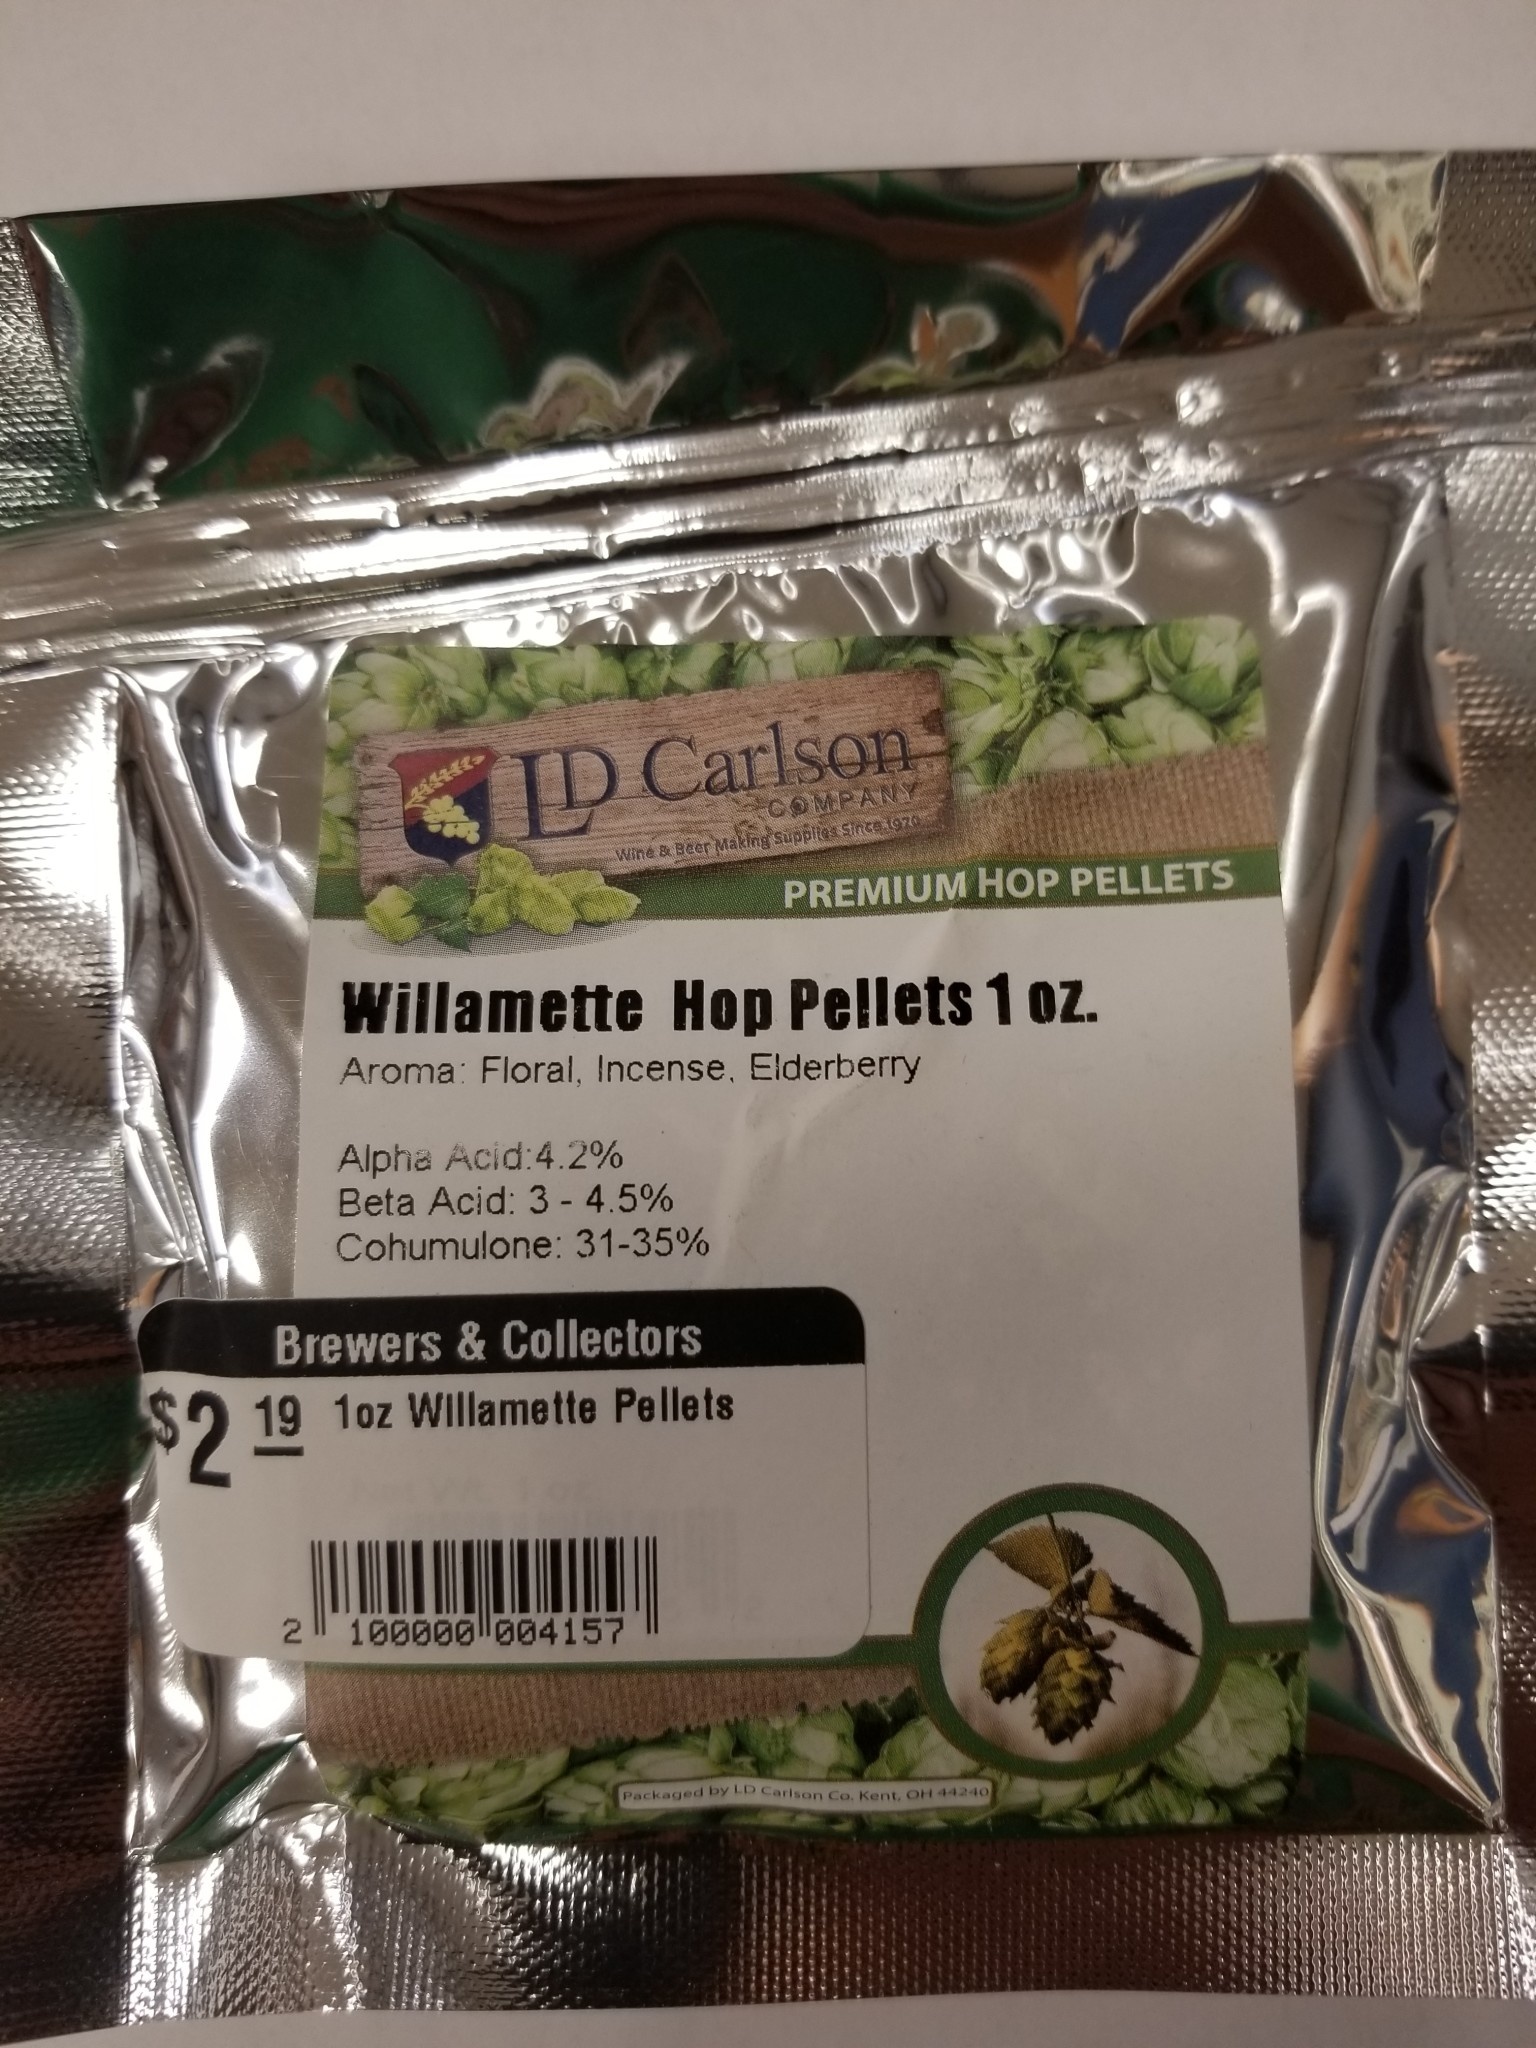 LD Carlson
COMPANY
Wine & Beer Making Supplies Since 1970
PREMIUM HOP PELLETS
Willamette Hop Pellets 1 oz.
Aroma: Floral, Incense, Elderberry
Alpha Acid:4.2%
Beta Acid: 3 - 4.5%
Cohumulone: 31-35%
Brewers & Collectors
$2 19 1oz Willamette Pellets
2 100000 004157
Packaged by LD Carlson Co. Kent, OH 44240